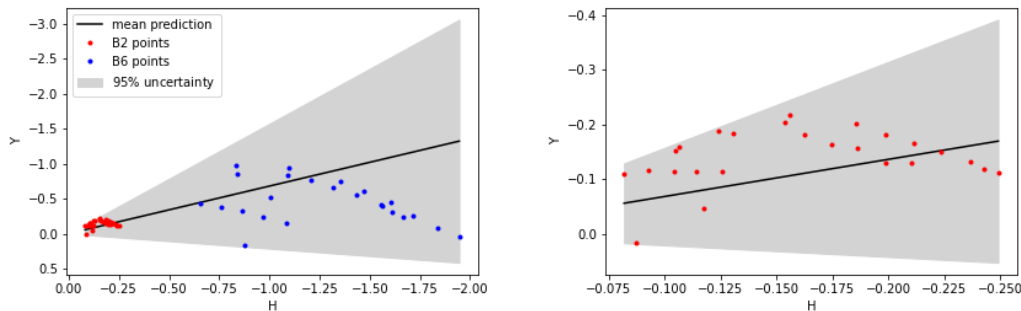 −3.0
−2.5
−2.0
−1.5
−1.0
−0.5
0.0
0.5
Y
mean prediction
B2 points
B6 points
95% uncertainty
0.00 −0.25 −0.50 −0.75 −1.00 −1.25 −1.50 −1.75 −2.00
H
−0.4
−0.3
−0.2
−0.1
0.0
Y
−0.075 −0.100 −0.125 −0.150 −0.175 −0.200 −0.225 −0.250
H